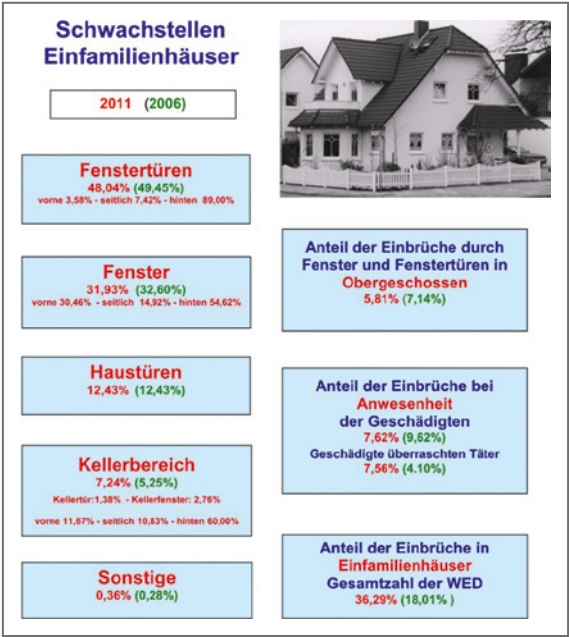 Schwachstellen
Einfamilienhäuser
2011 (2006)
Fenstertüren
48,04% (49,45%)
vorne 3,58% - seitlich 7,42% - hinten 89,00%
Fenster
31,93% (32,60%)
vorne 30,46% - seitlich 14,92% - hinten 54,62%
Haustüren
12,43% (12,43%)
Kellerbereich
7,24% (5,25%)
Kellertür:1,38% - Kellerfenster: 2,76%
vorne 11,67% - seitlich 10,83% - hinten 60,00%
Sonstige
0,36% (0,28%)
Anteil der Einbrüche durch
Fenster und Fenstertüren in
Obergeschossen
5,81% (7,14%)
Anteil der Einbrüche bei
Anwesenheit
der Geschädigten
7,62% (9,62%)
Geschädigte überraschten Täter
7,56% (4.10%)
Anteil der Einbrüche in
Einfamilienhäuser
Gesamtzahl der WED
36,29% (18,01% )